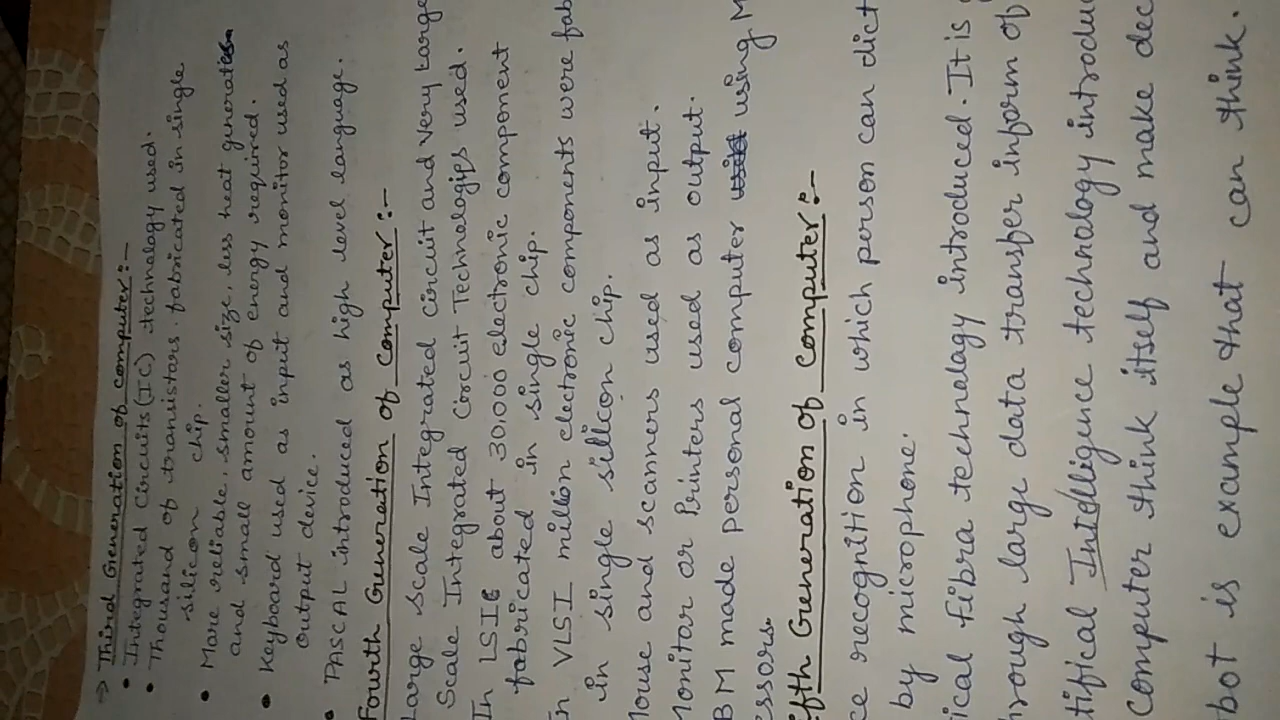 → Third Generation of computer:-
• Integrated Circuits (IC) technology used.
• Thousand of transistors fabricated in single
silicon chip.
• More reliable, smaller size, less heat generates
and small amount of energy required.
• Keyboard used as input and monitor used as
output device.
• PASCAL introduced as high level language.
Fourth Generation of Computer:-
Large scale Integrated circuit and Very Large
Scale Integrated Circuit Technologies used.
In LSIC about 30,000 electronic component
fabricated in single chip.
In VLSI million electronic components were fab
in single sillicon chip.
Mouse and scanners used as input.
Monitor or Printers used as output.
BM made personal computer using M
essors.
ifth Generation of Computer:-
ce recognition in which person can dict
by microphone.
ical Fibra technology introduced. It is
hrough large data transfer inform of
tifical Intelligence technology introdu
Computer think itself and make dec
bot is example that can think.